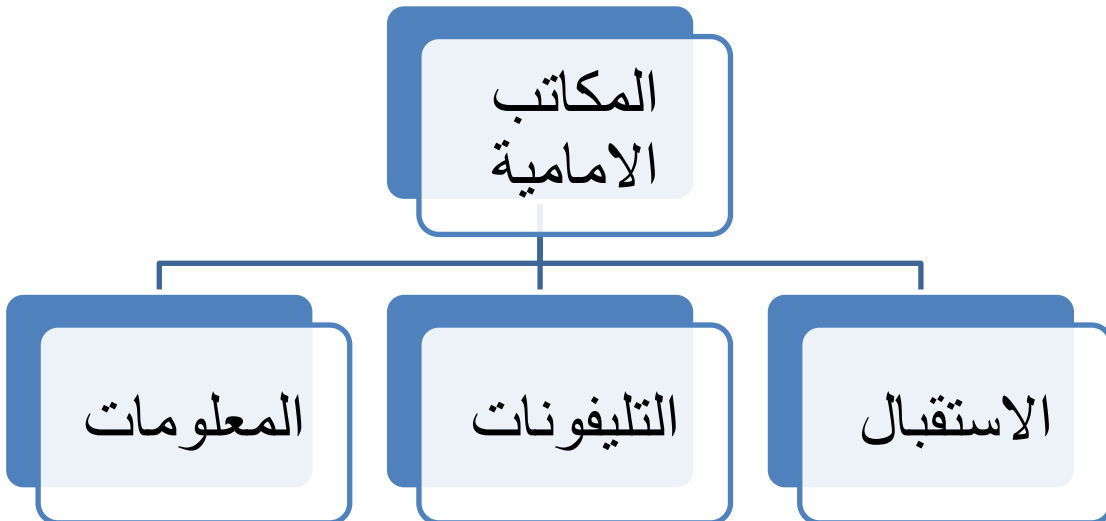 المكاتب
الامامية
الاستقبال
التليفونات
المعلومات